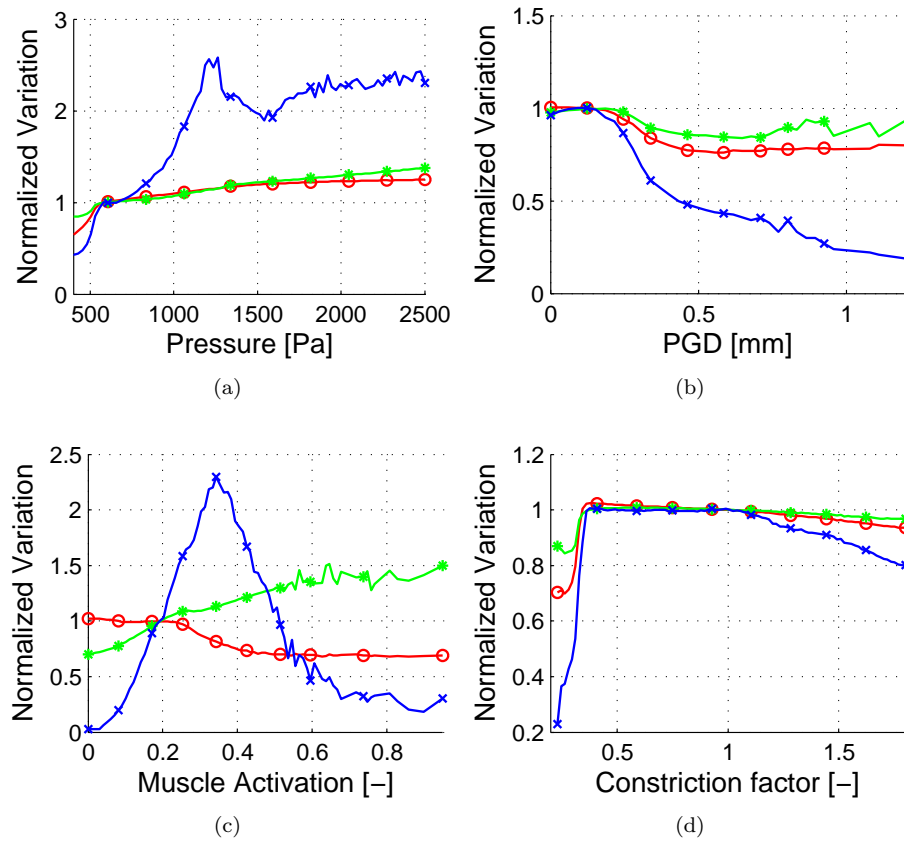 3
2
1
0
Normalized Variation
500 1000 1500 2000 2500
Pressure [Pa]
(a)
1.5
1
0.5
0
Normalized Variation
0 0.5 1
PGD [mm]
(b)
2.5
2
1.5
1
0.5
0
Normalized Variation
0 0.2 0.4 0.6 0.8
Muscle Activation [−]
(c)
1.2
1
0.8
0.6
0.4
0.2
Normalized Variation
0.5 1 1.5
Constriction factor [−]
(d)